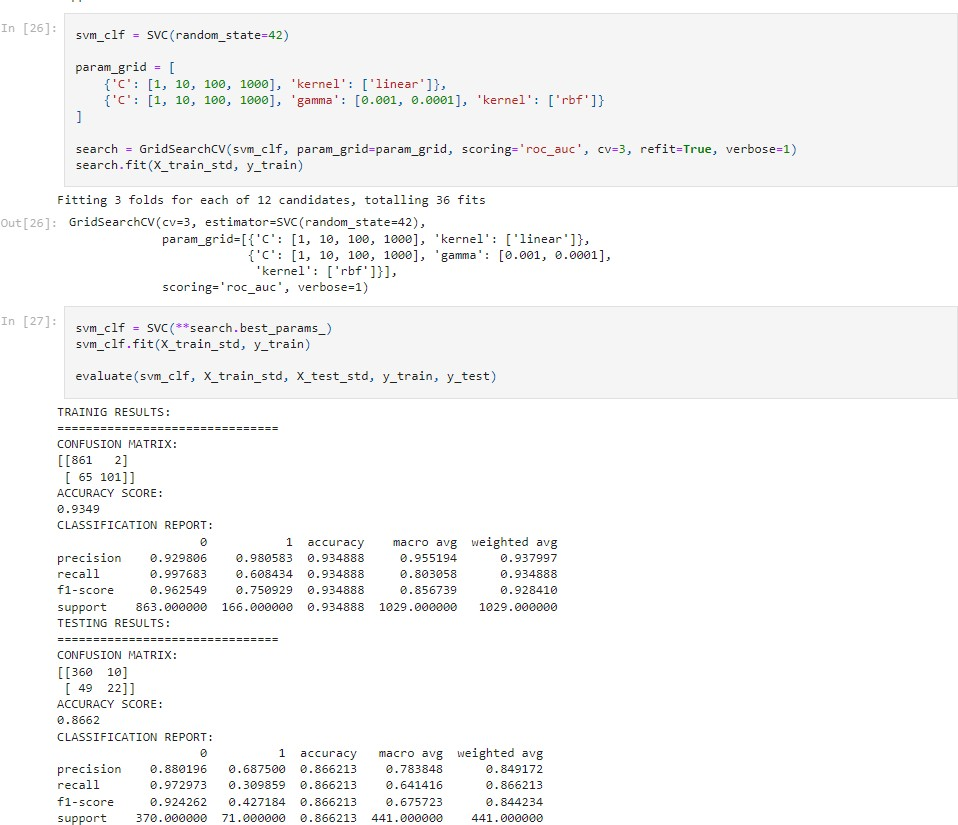 In [26]:
svm_clf = SVC(random_state=42)
param_grid = [
{'C': [1, 10, 100, 1000], 'kernel': ['linear']},
{'C': [1, 10, 100, 1000], 'gamma': [0.001, 0.0001], 'kernel': ['rbf']}
]
search = GridSearchCV(svm_clf, param_grid=param_grid, scoring='roc_auc', cv=3, refit=True, verbose=1)
search.fit(X_train_std, y_train)
Fitting 3 folds for each of 12 candidates, totalling 36 fits
Out[26]: GridSearchCV(cv=3, estimator=SVC(random_state=42),
param_grid=[{'C': [1, 10, 100, 1000], 'kernel': ['linear']},
{'C': [1, 10, 100, 1000], 'gamma': [0.001, 0.0001],
'kernel': ['rbf']}],
scoring='roc_auc', verbose=1)
In [27]:
svm_clf = SVC(**search.best_params_)
svm_clf.fit(X_train_std, y_train)
evaluate(svm_clf, X_train_std, X_test_std, y_train, y_test)
TRAINIG RESULTS:
===============================
CONFUSION MATRIX:
[[861   2]
[ 65 101]]
ACCURACY SCORE:
0.9349
CLASSIFICATION REPORT:
0 1 accuracy macro avg weighted avg
precision 0.929806 0.980583 0.934888 0.955194 0.937997
recall 0.997683 0.608434 0.934888 0.803058 0.934888
f1-score 0.962549 0.750929 0.934888 0.856739 0.928410
support 863.000000 166.000000 0.934888 1029.000000 1029.000000
TESTING RESULTS:
===============================
CONFUSION MATRIX:
[[360  10]
[ 49  22]]
ACCURACY SCORE:
0.8662
CLASSIFICATION REPORT:
0 1 accuracy macro avg weighted avg
precision 0.880196 0.687500 0.866213 0.783848 0.849172
recall 0.972973 0.309859 0.866213 0.641416 0.866213
f1-score 0.924262 0.427184 0.866213 0.675723 0.844234
support 370.000000 71.000000 0.866213 441.000000 441.000000